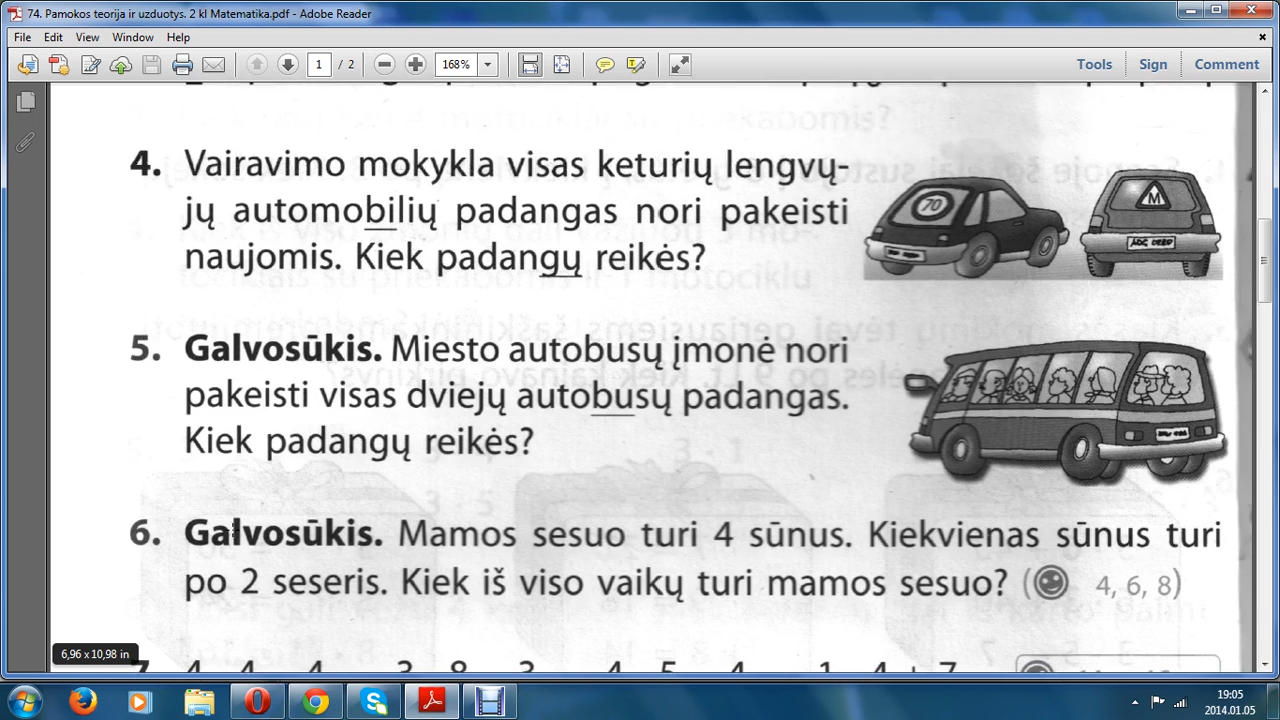 74. Pamokos teorija ir uzduotys. 2 kl Matematika.pdf - Adobe Reader
File Edit View Window Help
1 / 2 168% Tools Sign Comment
4. Vairavimo mokykla visas keturių lengvų-
jų automobilių padangas nori pakeisti
naujomis. Kiek padangų reikės?
70
M
5. Galvosūkis. Miesto autobusų įmonė nori
pakeisti visas dviejų autobusų padangas.
Kiek padangų reikės?
6. Galvosūkis. Mamos sesuo turi 4 sūnus. Kiekvienas sūnus turi
po 2 seseris. Kiek iš viso vaikų turi mamos sesuo? ( 4, 6, 8)
6,96 x 10,98 in
19:05
2014.01.05